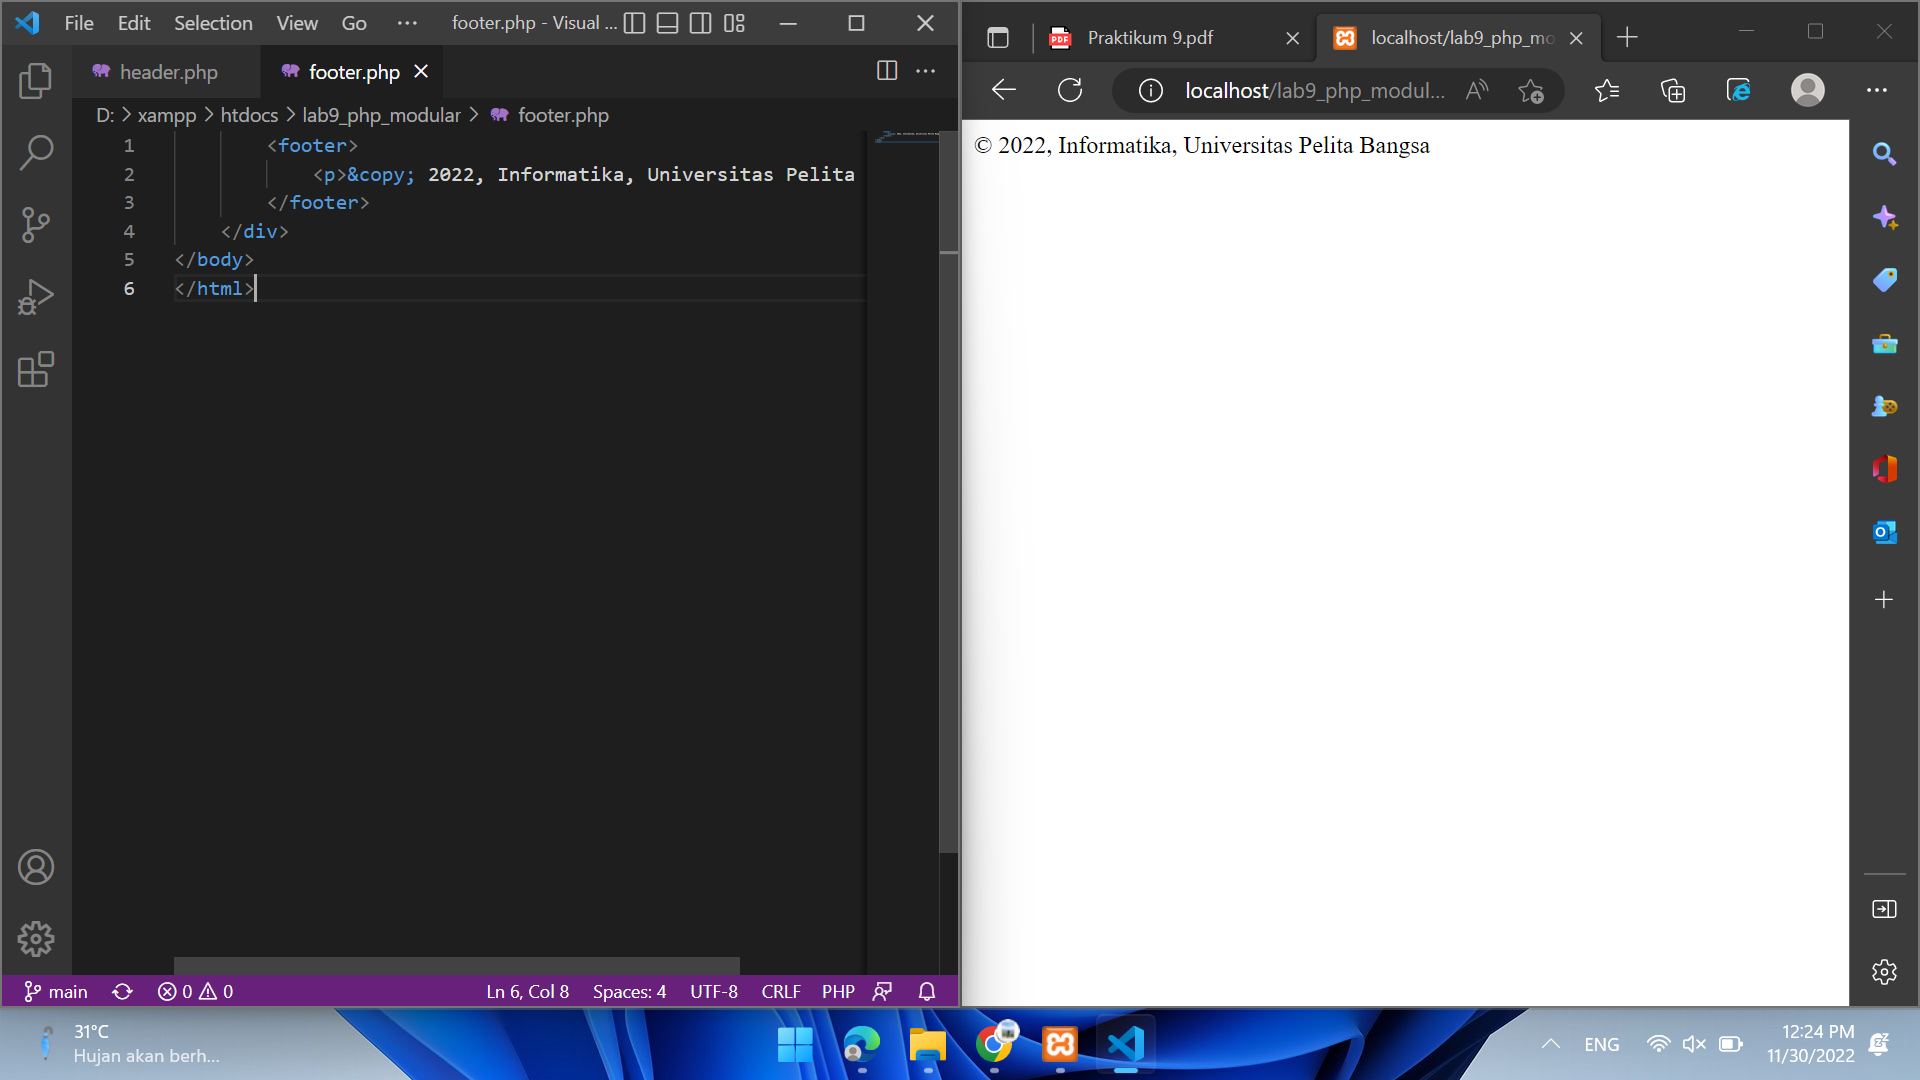 File Edit Selection View Go ··· footer.php - Visual ...
header.php footer.php
D: > xampp > htdocs > lab9_php_modular > footer.php
1 <footer>
2 <p>&copy; 2022, Informatika, Universitas Pelita
3 </footer>
4 </div>
5 </body>
6 </html>
main 0 0 Ln 6, Col 8 Spaces: 4 UTF-8 CRLF PHP
Praktikum 9.pdf localhost/lab9_php_mo
localhost/lab9_php_modul...
© 2022, Informatika, Universitas Pelita Bangsa
31°C
Hujan akan berh...
ENG
12:24 PM
11/30/2022